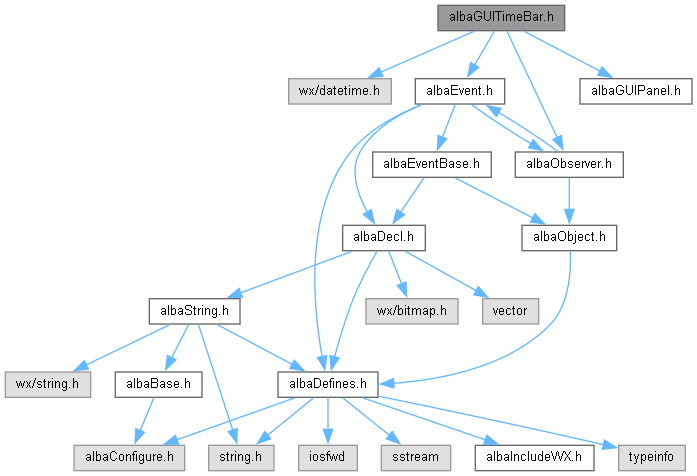 albaGUITimeBar.h
wx/datetime.h
albaEvent.h
albaGUIPanel.h
albaEventBase.h
albaObserver.h
albaDecl.h
albaObject.h
albaString.h
wx/bitmap.h
vector
wx/string.h
albaBase.h
albaDefines.h
albaConfigure.h
string.h
iosfwd
sstream
albaIncludeWX.h
typeinfo